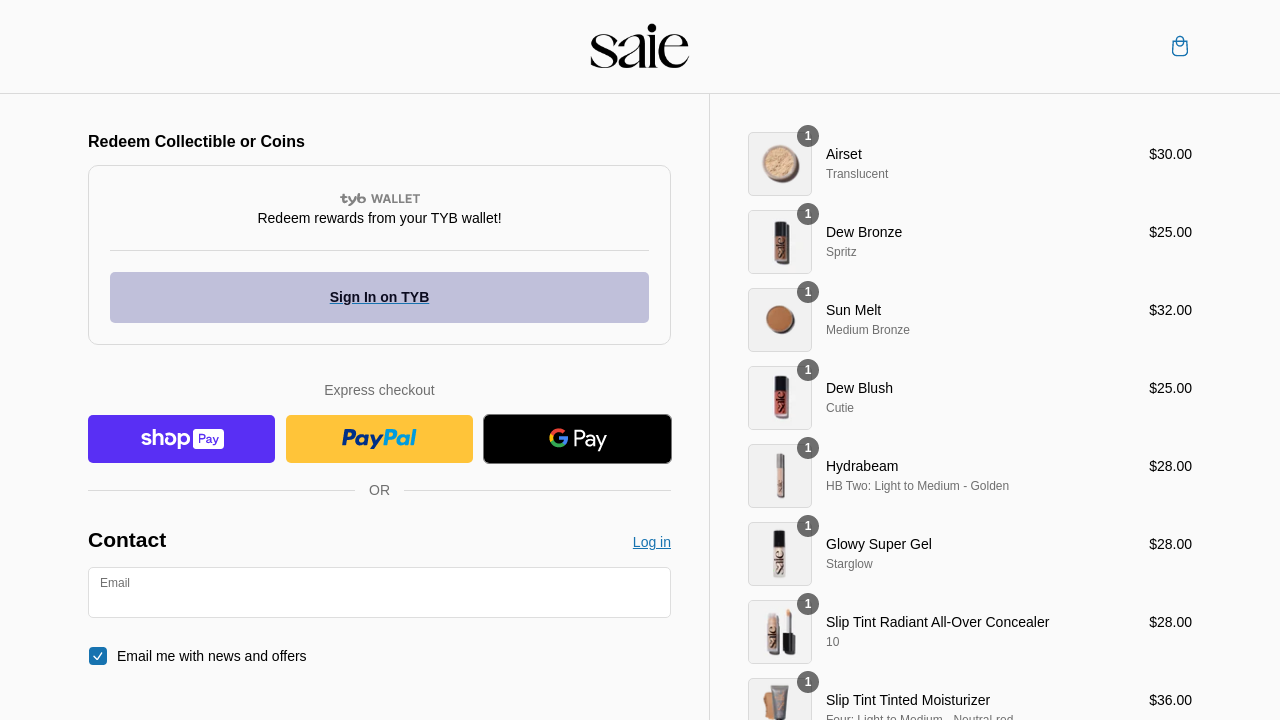 saie
Redeem Collectible or Coins
tyb WALLET
Redeem rewards from your TYB wallet!
Sign In on TYB
Express checkout
shop Pay
PayPal
G Pay
OR
Contact
Log in
Email
Email me with news and offers
1
Airset
$30.00
Translucent
1
Dew Bronze
$25.00
Spritz
1
Sun Melt
$32.00
Medium Bronze
1
Dew Blush
$25.00
Cutie
1
Hydrabeam
$28.00
HB Two: Light to Medium - Golden
1
Glowy Super Gel
$28.00
Starglow
1
Slip Tint Radiant All-Over Concealer
$28.00
10
1
Slip Tint Tinted Moisturizer
$36.00
Four: Light to Medium - Neutral-red